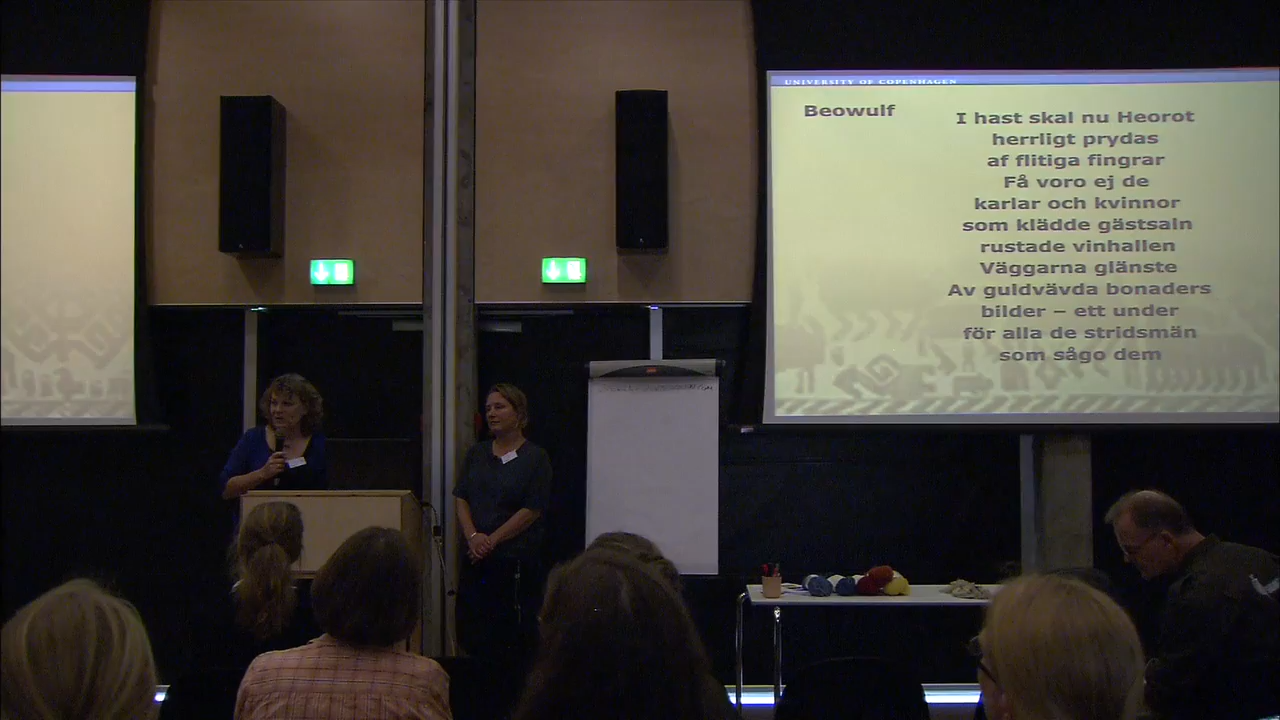 UNIVERSITY OF COPENHAGEN
Beowulf
I hast skal nu Heorot
herrligt prydas
af flitiga fingrar
Få voro ej de
karlar och kvinnor
som klädde gästsaln
rustade vinhallen
Väggarna glänste
Av guldvävda bonaders
bilder – ett under
för alla de stridsmän
som sågo dem